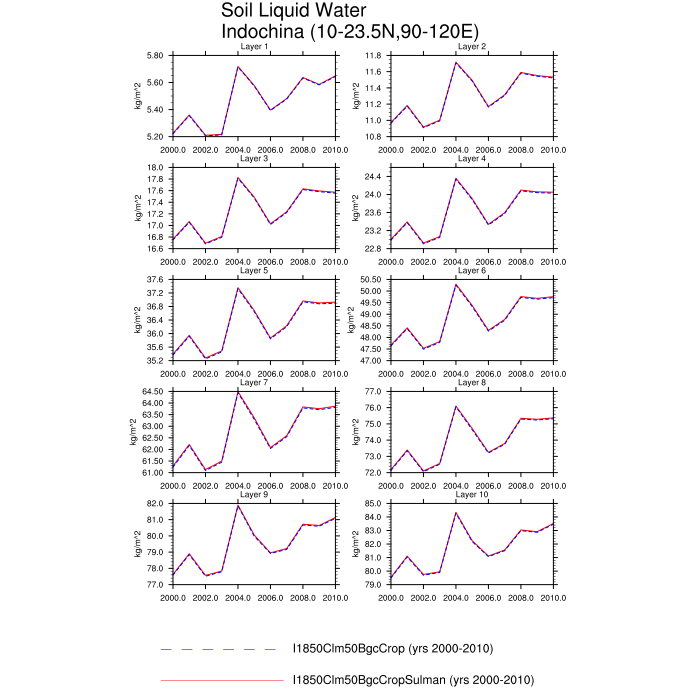 Soil Liquid Water
Indochina (10-23.5N,90-120E)
Layer 1
5.80
5.60
5.40
5.20
kg/m^2
2000.0 2002.0 2004.0 2006.0 2008.0 2010.0
Layer 2
11.8
11.6
11.4
11.2
11.0
10.8
kg/m^2
2000.0 2002.0 2004.0 2006.0 2008.0 2010.0
Layer 3
18.0
17.6
17.4
17.2
17.0
16.8
16.6
kg/m^2
2000.0 2002.0 2004.0 2006.0 2008.0 2010.0
Layer 4
24.4
24.0
23.6
23.2
22.8
kg/m^2
2000.0 2002.0 2004.0 2006.0 2008.0 2010.0
Layer 5
37.6
37.2
36.8
36.4
36.0
35.6
35.2
kg/m^2
2000.0 2002.0 2004.0 2006.0 2008.0 2010.0
Layer 6
50.50
50.00
49.50
49.00
48.50
48.00
47.50
47.00
kg/m^2
2000.0 2002.0 2004.0 2006.0 2008.0 2010.0
Layer 7
64.50
64.00
63.50
63.00
62.50
62.00
61.50
61.00
kg/m^2
2000.0 2002.0 2004.0 2006.0 2008.0 2010.0
Layer 8
77.0
76.0
75.0
74.0
73.0
72.0
kg/m^2
2000.0 2002.0 2004.0 2006.0 2008.0 2010.0
Layer 9
82.0
81.0
80.0
79.0
78.0
77.0
kg/m^2
2000.0 2002.0 2004.0 2006.0 2008.0 2010.0
Layer 10
85.0
84.0
83.0
82.0
81.0
80.0
79.0
kg/m^2
2000.0 2002.0 2004.0 2006.0 2008.0 2010.0
I1850Clm50BgcCrop (yrs 2000-2010)
I1850Clm50BgcCropSulman (yrs 2000-2010)